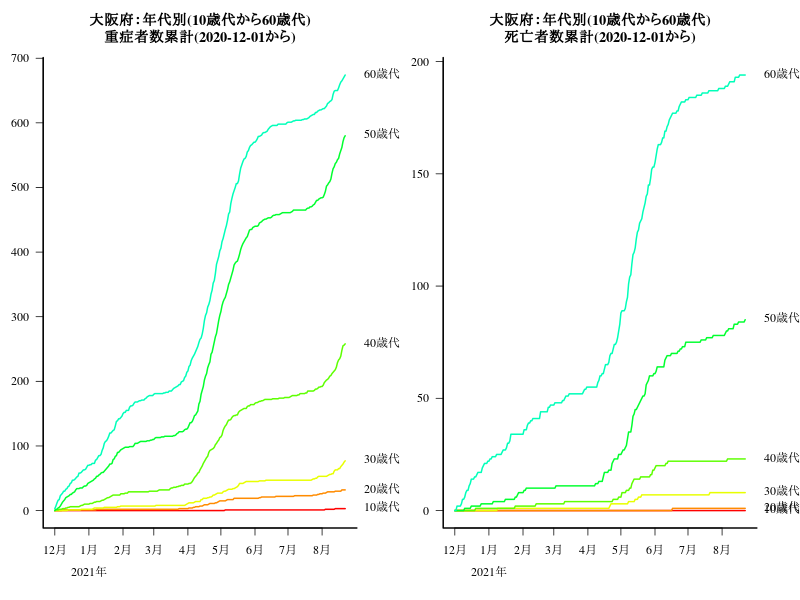 大阪府：年代別(10歳代から60歳代)
重症者数累計(2020-12-01から)
700
600
500
400
300
200
100
0
60歳代
50歳代
40歳代
30歳代
20歳代
10歳代
12月 1月 2月 3月 4月 5月 6月 7月 8月
2021年
大阪府：年代別(10歳代から60歳代)
死亡者数累計(2020-12-01から)
200
150
100
50
0
60歳代
50歳代
40歳代
30歳代
20歳代
10歳代
12月 1月 2月 3月 4月 5月 6月 7月 8月
2021年